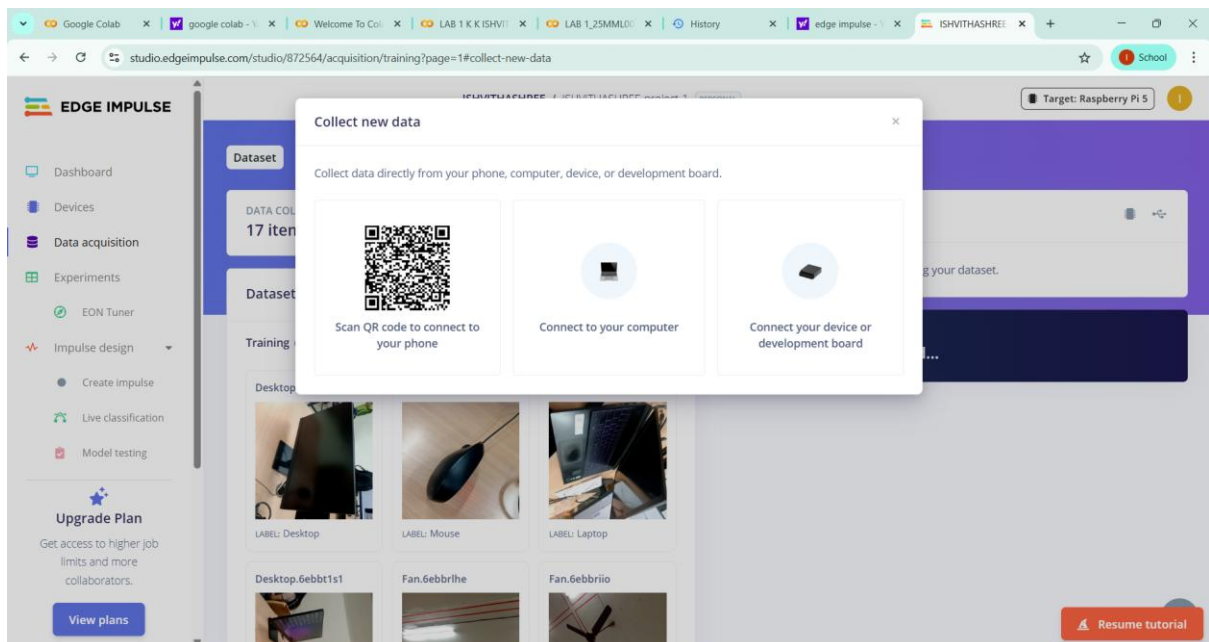 Google Colab
google colab - Y
Welcome To Col
LAB 1 K K ISHVIT
LAB 1_25MML00
History
edge impulse - Y
ISHVITHASHREE
studio.edgeimpulse.com/studio/872564/acquisition/training?page=1#collect-new-data
School
EDGE IMPULSE
Target: Raspberry Pi 5
I
Dashboard
Devices
Data acquisition
Experiments
EON Tuner
Impulse design
Create impulse
Live classification
Model testing
Upgrade Plan
Get access to higher job
limits and more
collaborators.
View plans
Dataset
DATA COL
17 iten
Collect new data
Collect data directly from your phone, computer, device, or development board.
Scan QR code to connect to
your phone
Connect to your computer
Connect your device or
development board
g your dataset.
Dataset
Training
Desktop
LABEL: Desktop
LABEL: Mouse
LABEL: Laptop
Desktop.6ebbt1s1
Fan.6ebbrlhe
Fan.6ebbriio
Resume tutorial